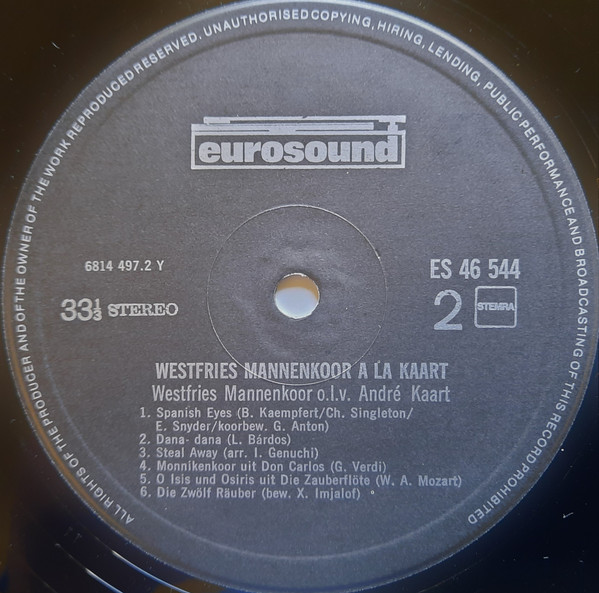 ALL RIGHTS OF THE PRODUCER AND OF THE OWNER OF THE WORK REPRODUCED RESERVED. UNAUTHORISED COPYING, HIRING, LENDING, PUBLIC PERFORMANCE AND BROADCASTING OF THIS RECORD PROHIBITED
eurosound
6814 497.2 Y
ES 46 544
33⅓ STEREO
2 STEMRA
WESTFRIES MANNENKOOR A LA KAART
Westfries Mannenkoor o.l.v. André Kaart
1. Spanish Eyes (B. Kaempfert/Ch. Singleton/
E. Snyder/koorbew. G. Anton)
2. Dana- dana (L. Bárdos)
3. Steal Away (arr. I. Genuchi)
4. Monnikenkoor uit Don Carlos (G. Verdi)
5. O Isis und Osiris uit Die Zauberflöte (W. A. Mozart)
6. Die Zwölf Räuber (bew. X. Imjalof)